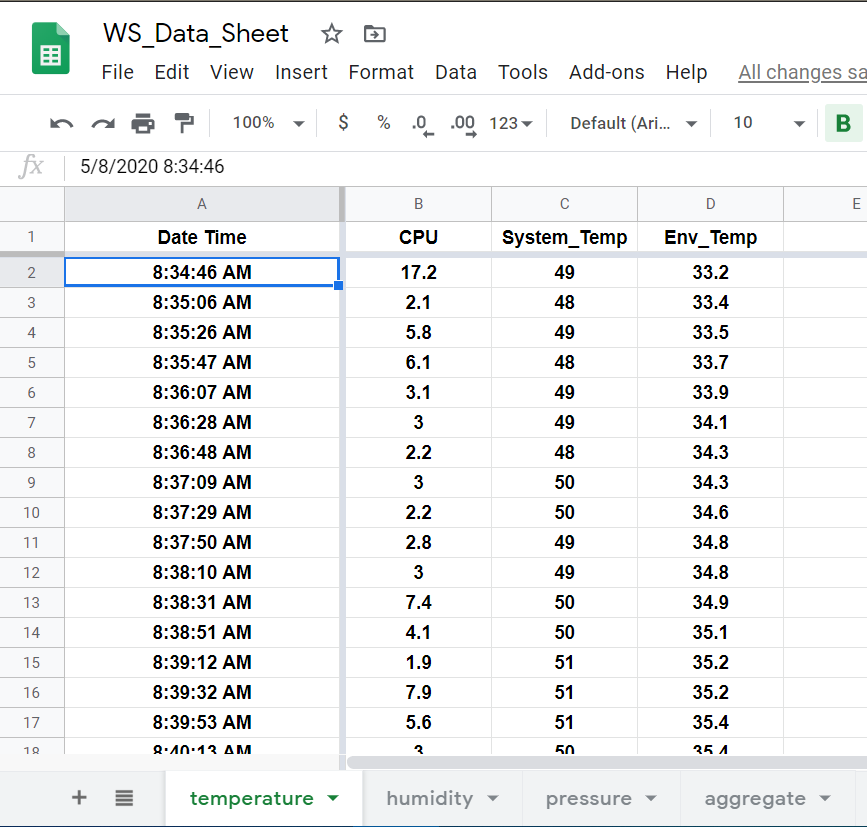 WS_Data_Sheet
File Edit View Insert Format Data Tools Add-ons Help All changes sa
100% $ % .0 .00 123 Default (Ari... 10 B
fx 5/8/2020 8:34:46
A B C D E
1 Date Time CPU System_Temp Env_Temp
2 8:34:46 AM 17.2 49 33.2
3 8:35:06 AM 2.1 48 33.4
4 8:35:26 AM 5.8 49 33.5
5 8:35:47 AM 6.1 48 33.7
6 8:36:07 AM 3.1 49 33.9
7 8:36:28 AM 3 49 34.1
8 8:36:48 AM 2.2 48 34.3
9 8:37:09 AM 3 50 34.3
10 8:37:29 AM 2.2 50 34.6
11 8:37:50 AM 2.8 49 34.8
12 8:38:10 AM 3 49 34.8
13 8:38:31 AM 7.4 50 34.9
14 8:38:51 AM 4.1 50 35.1
15 8:39:12 AM 1.9 51 35.2
16 8:39:32 AM 7.9 51 35.2
17 8:39:53 AM 5.6 51 35.4
18 8:40:13 AM 3 50 35.4
temperature humidity pressure aggregate